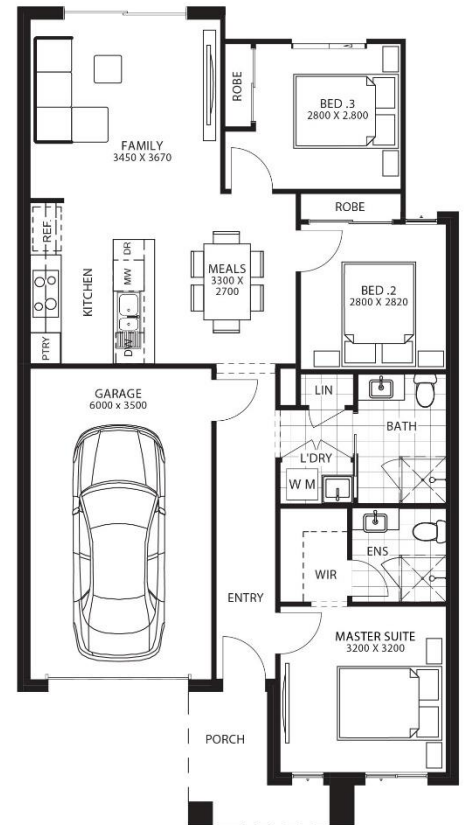 ROBE
BED .3
2800 X 2.800
FAMILY
3450 X 3670
ROBE
REF.
KITCHEN
DR
MW
DW
MEALS
3300 X
2700
BED .2
2800 X 2820
PTRY
GARAGE
6000 x 3500
LIN
BATH
L'DRY
W M
ENS
WIR
ENTRY
MASTER SUITE
3200 X 3200
PORCH